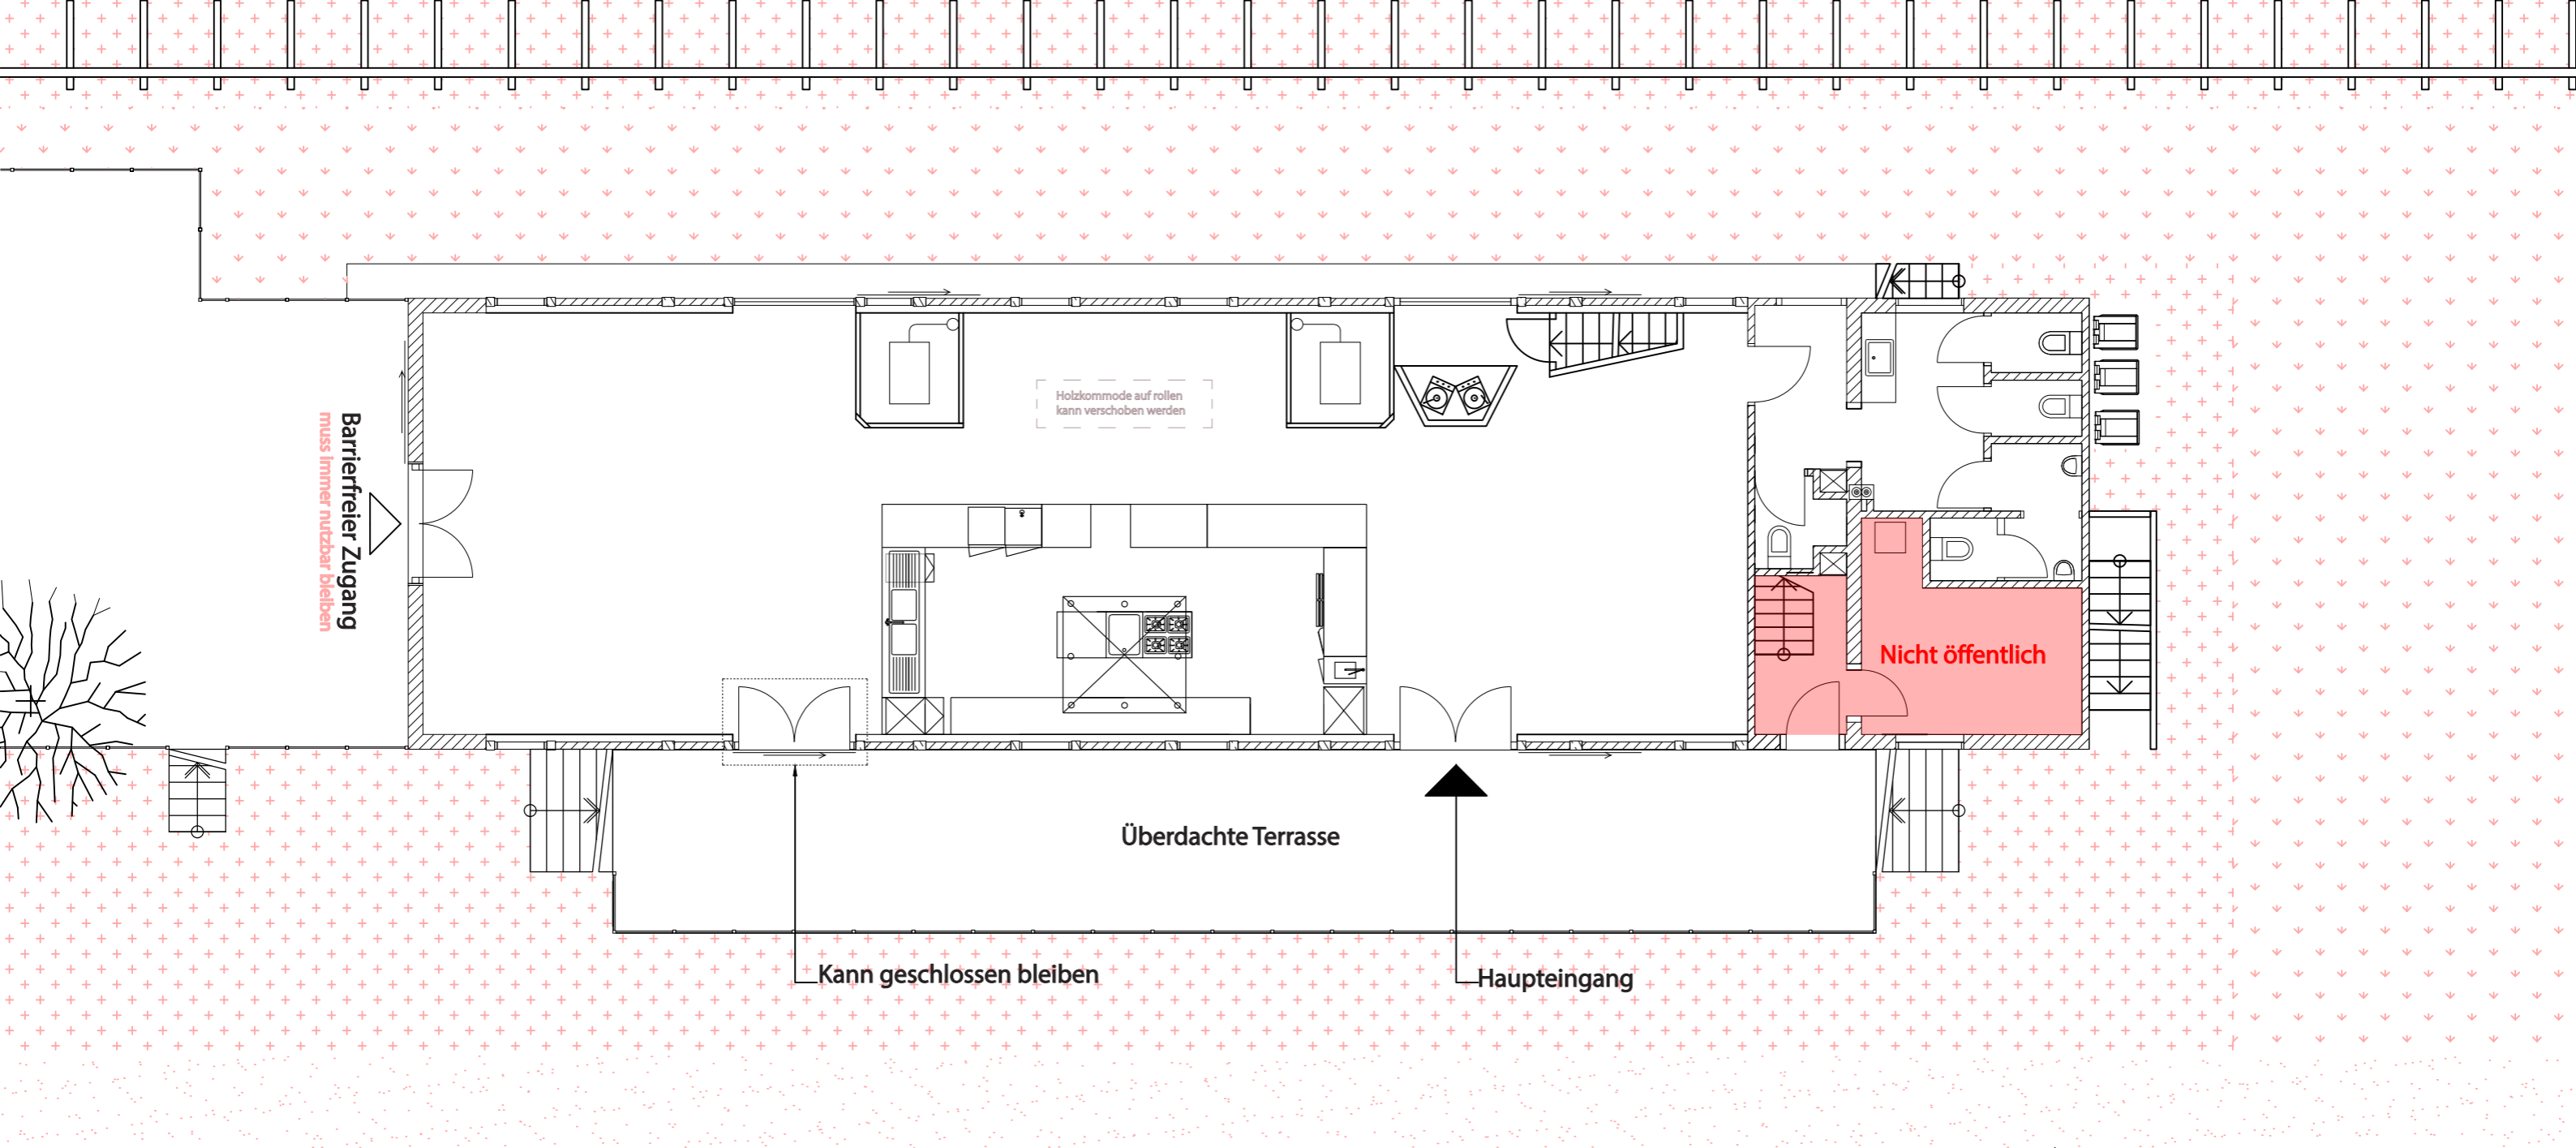 Holzkommode auf rollen
kann verschoben werden
Barrierfreier Zugang
muss immer nutzbar bleiben
Nicht öffentlich
Überdachte Terrasse
Kann geschlossen bleiben
Haupteingang